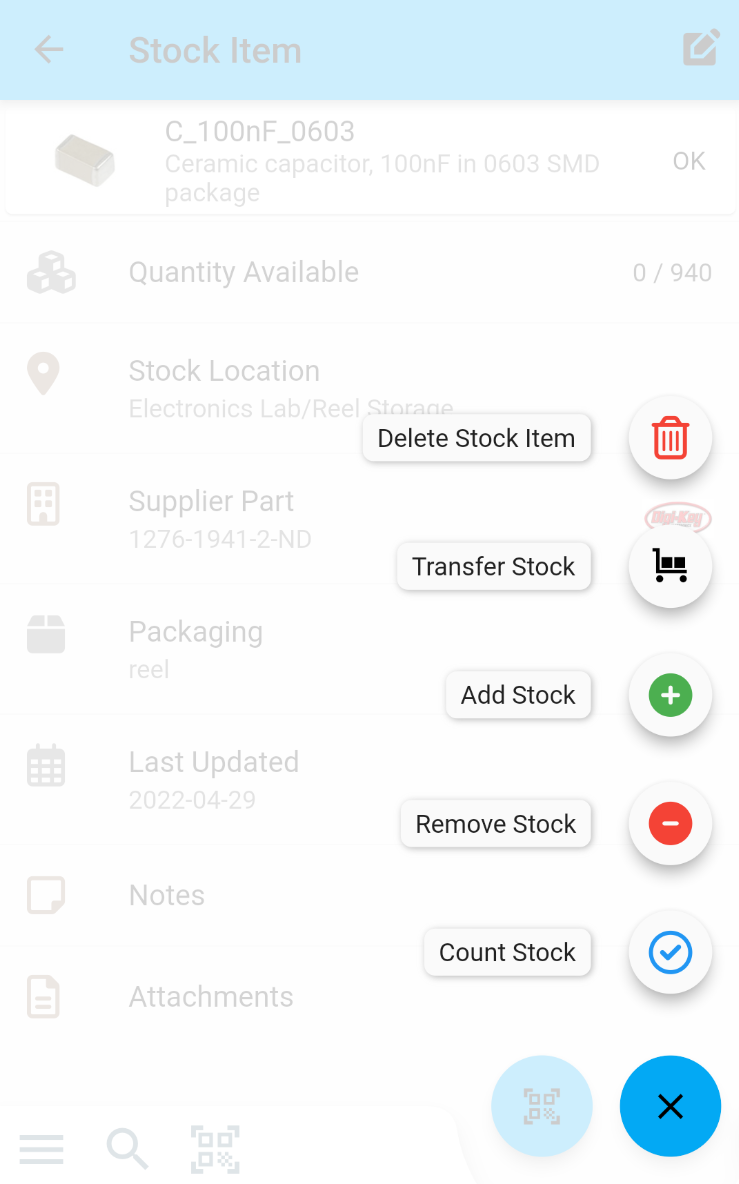 Stock Item
C_100nF_0603
Ceramic capacitor, 100nF in 0603 SMD
package
OK
Quantity Available
0 / 940
Stock Location
Electronics Lab/Reel Storage
Delete Stock Item
Supplier Part
Digi-Key
1276-1941-2-ND
Transfer Stock
Packaging
reel
Add Stock
Last Updated
2022-04-29
Remove Stock
Notes
Count Stock
Attachments